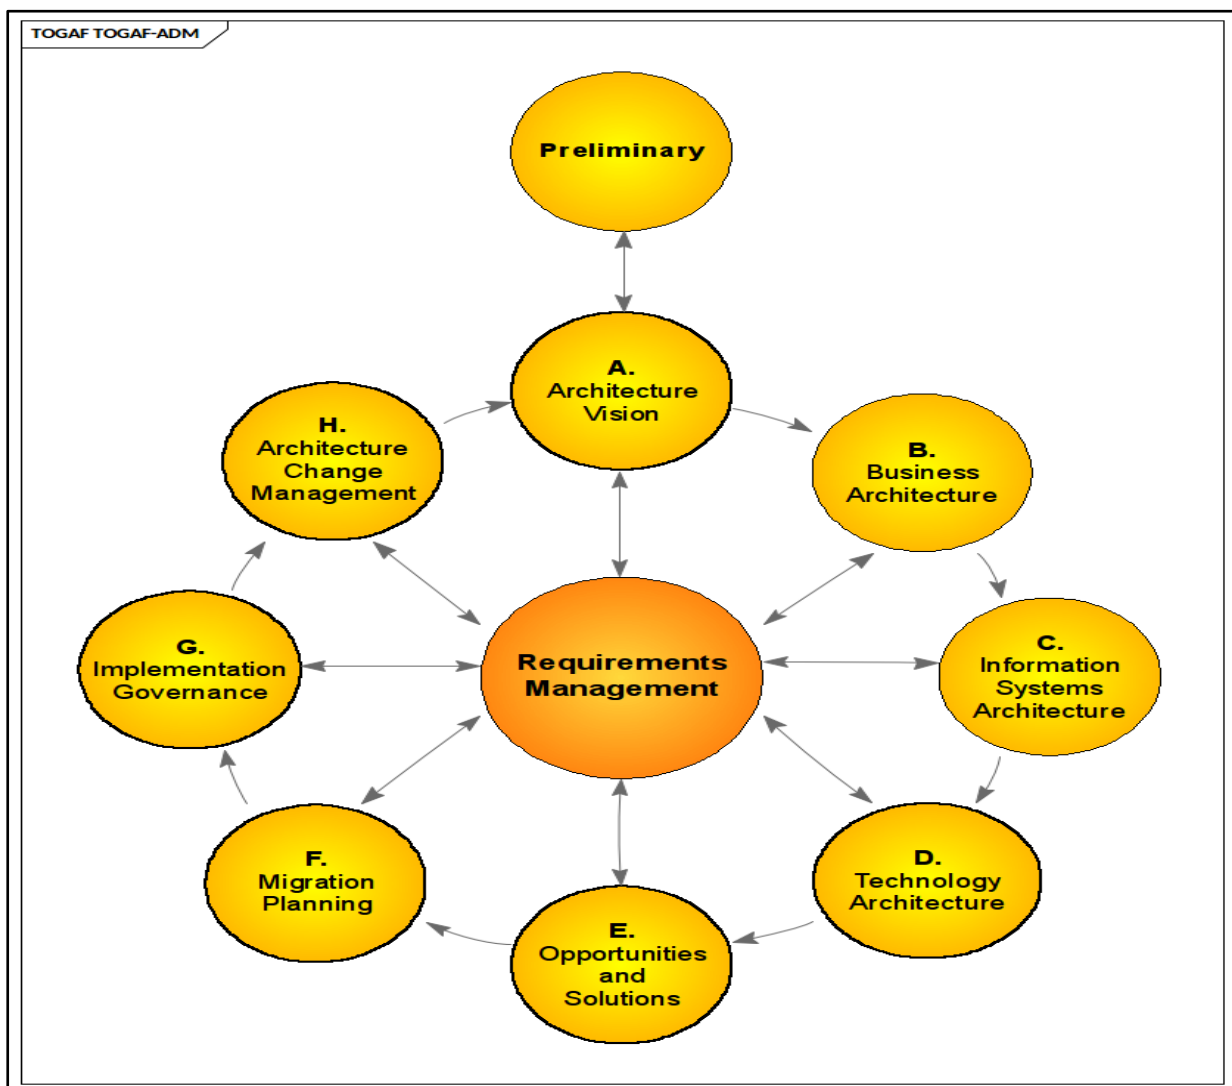 TOGAF TOGAF-ADM
Preliminary
A.
Architecture
Vision
H.
Architecture
Change
Management
B.
Business
Architecture
G.
Implementation
Governance
Requirements
Management
C.
Information
Systems
Architecture
F.
Migration
Planning
D.
Technology
Architecture
E.
Opportunities
and
Solutions